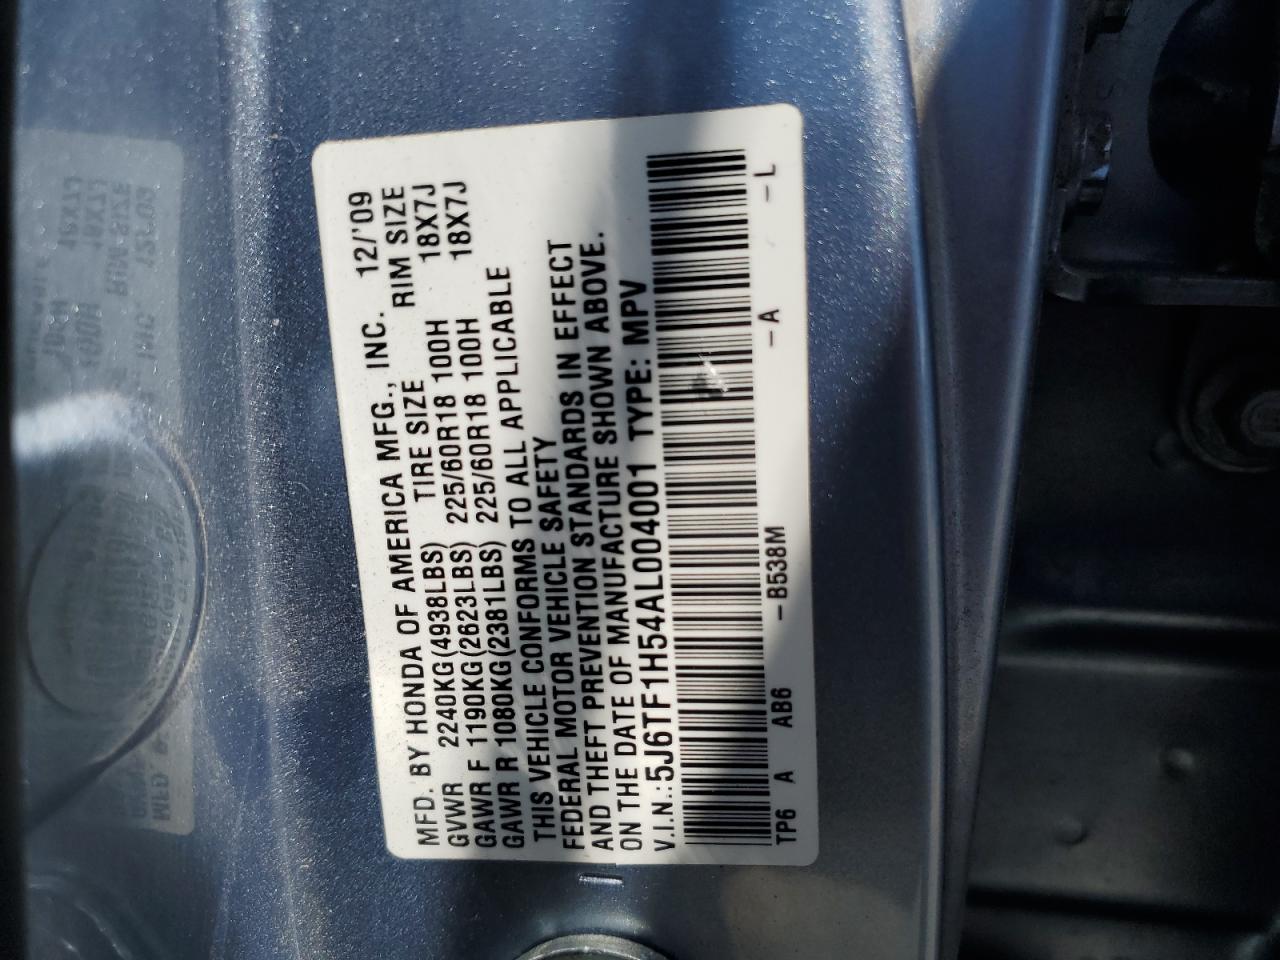 MFD. BY HONDA OF AMERICA MFG., INC. 12/'09
GVWR 2240KG(4938LBS) TIRE SIZE RIM SIZE
GAWR F 1190KG(2623LBS) 225/60R18 100H 18X7J
GAWR R 1080KG(2381LBS) 225/60R18 100H 18X7J
THIS VEHICLE CONFORMS TO ALL APPLICABLE
FEDERAL MOTOR VEHICLE SAFETY
AND THEFT PREVENTION STANDARDS IN EFFECT
ON THE DATE OF MANUFACTURE SHOWN ABOVE.
V.I.N.:5J6TF1H54AL004001 TYPE: MPV
TP6 A AB6 -B538M -A -L